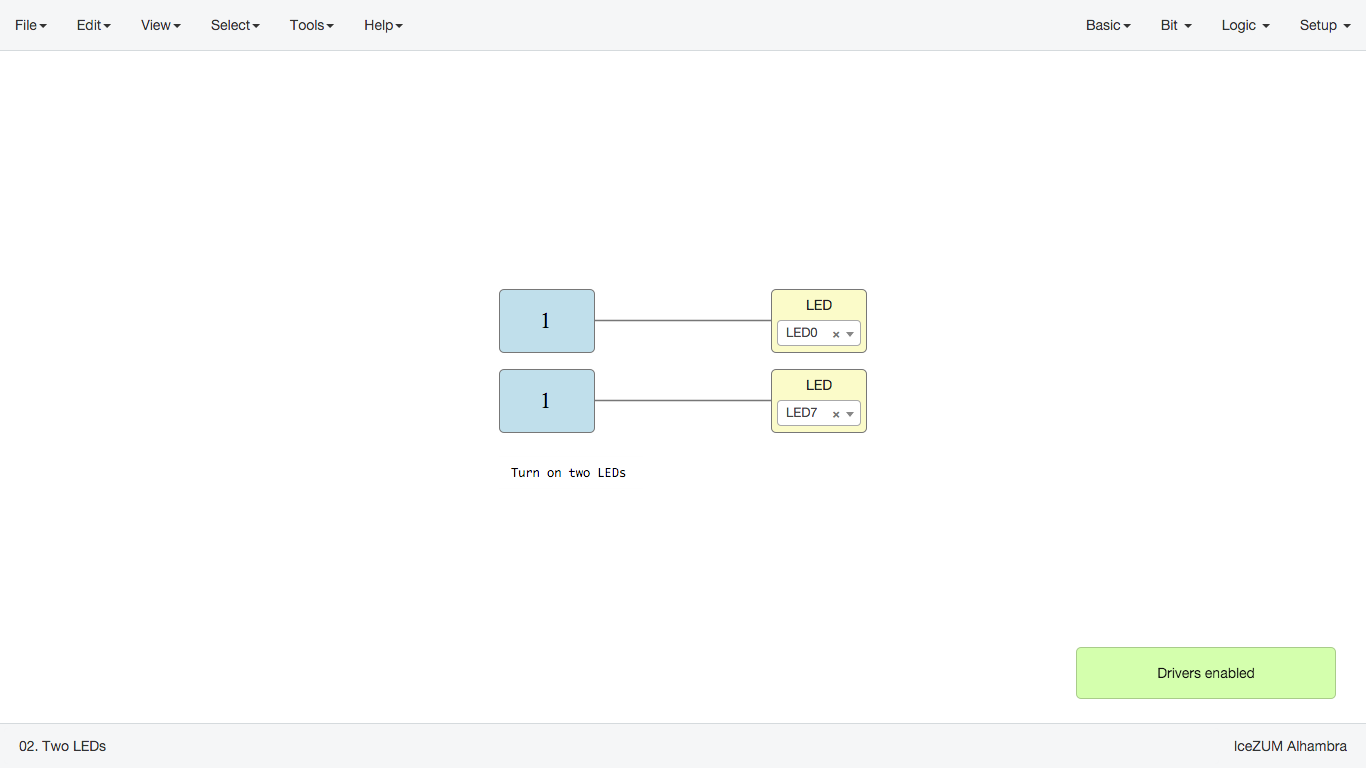 File Edit View Select Tools Help Basic Bit Logic Setup
1
LED
LED0
1
LED
LED7
Turn on two LEDs
Drivers enabled
02. Two LEDs
IceZUM Alhambra